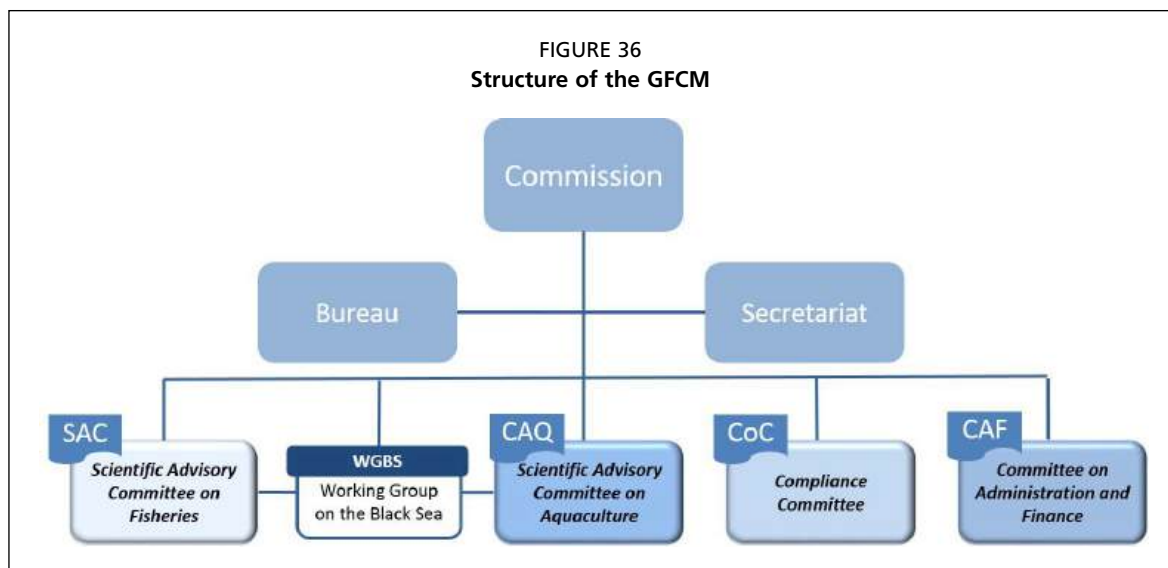 FIGURE 36
Structure of the GFCM
Commission
Bureau
Secretariat
SAC
Scientific Advisory
Committee on
Fisheries
WGBS
Working Group
on the Black Sea
CAQ
Scientific Advisory
Committee on
Aquaculture
CoC
Compliance
Committee
CAF
Committee on
Administration and
Finance